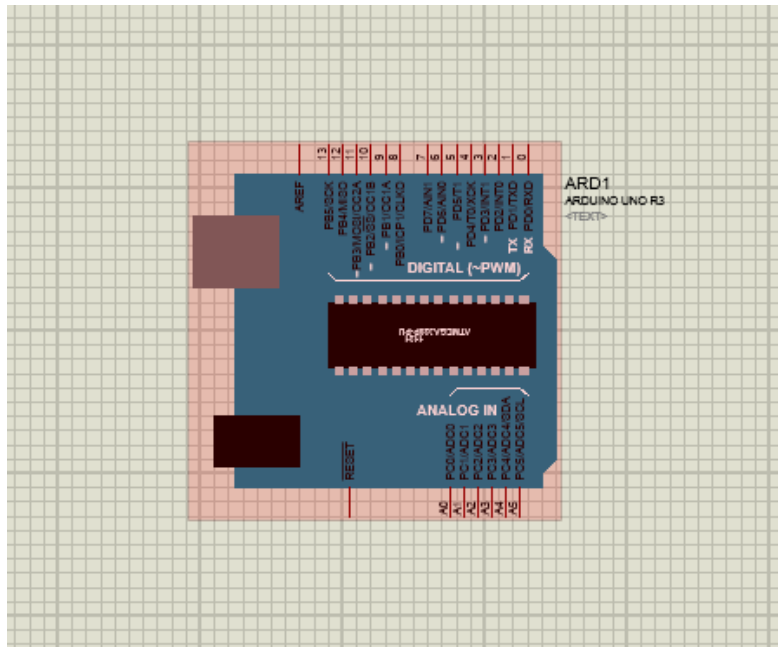 13
12
11
10
9
8
7
6
5
4
3
2
1
0
AREF
PB5/SCK
PB4/MISO
PB3/MOSI/OC2A
PB2/SS/OC1B
PB1/OC1A
PB0/ICP1/CLKO
PD7/AIN1
PD6/AIN0
PD5/T1
PD4/T0/XCK
PD3/INT1
PD2/INT0
PD1/TXD
PD0/RXD
TX
RX
ARD1
ARDUINO UNO R3
<TEXT>
DIGITAL (~PWM)
ANALOG IN
RESET
PC0/ADC0
PC1/ADC1
PC2/ADC2
PC3/ADC3
PC4/ADC4/SDA
PC5/ADC5/SCL
A0
A1
A2
A3
A4
A5